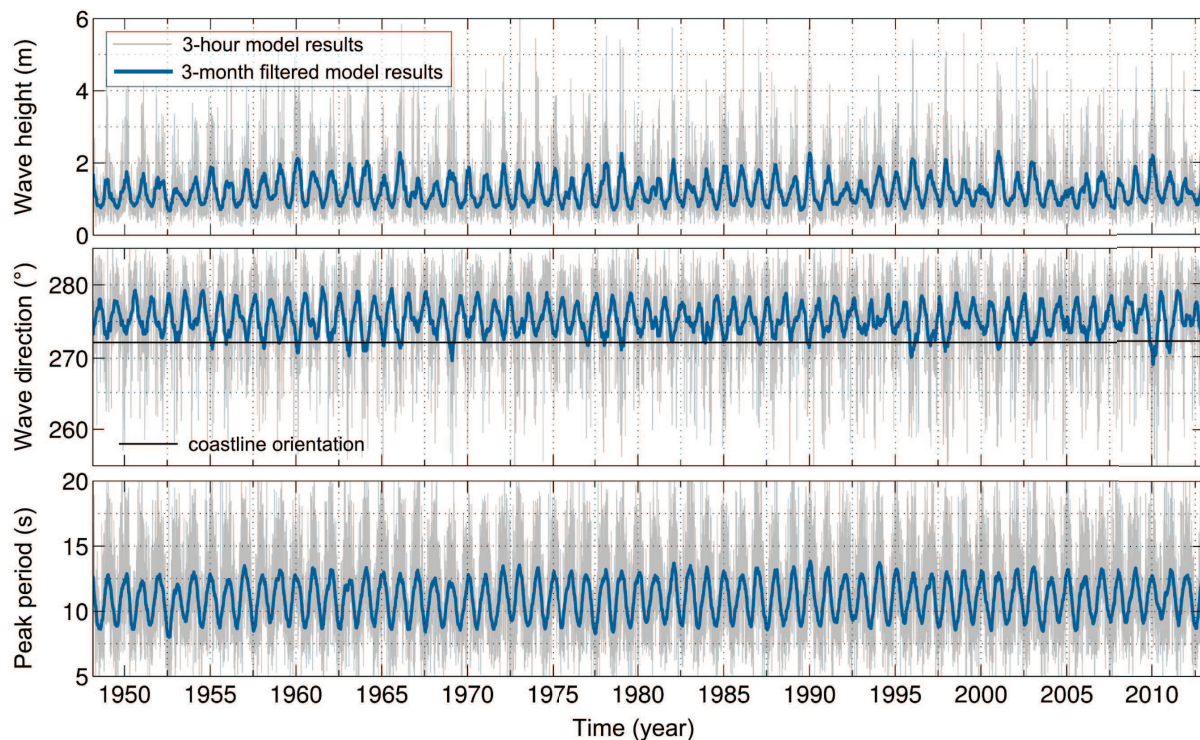 Wave height (m)
6
4
2
0
3-hour model results
3-month filtered model results
Wave direction (°)
280
270
260
coastline orientation
Peak period (s)
20
15
10
5
1950 1955 1960 1965 1970 1975 1980 1985 1990 1995 2000 2005 2010
Time (year)